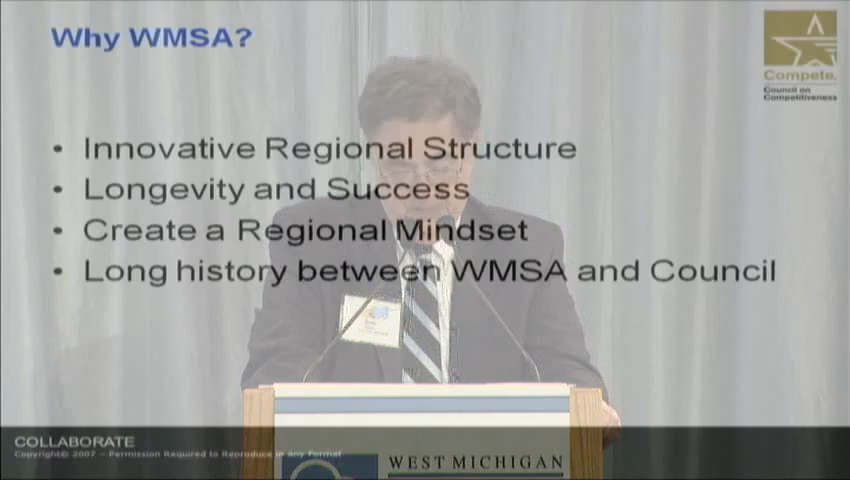 Why WMSA?
Compete.
Council on
Competitiveness
• Innovative Regional Structure
• Longevity and Success
• Create a Regional Mindset
• Long history between WMSA and Council
COLLABORATE
Copyright© 2007 – Permission Required to Reproduce in any Format
WEST MICHIGAN